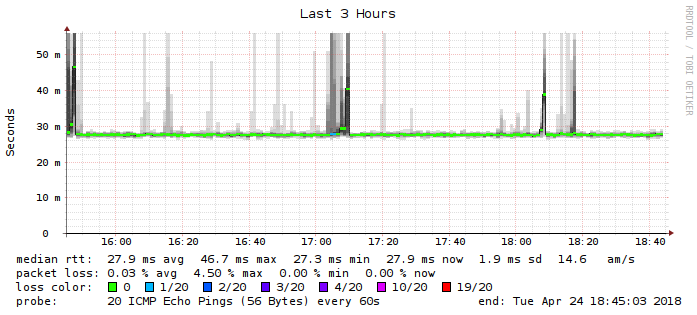 Last 3 Hours
RRDTOOL / TOBI OETIKER
Seconds
50 m
40 m
30 m
20 m
10 m
0
16:00 16:20 16:40 17:00 17:20 17:40 18:00 18:20 18:40
median rtt: 27.9 ms avg 46.7 ms max 27.3 ms min 27.9 ms now 1.9 ms sd 14.6 am/s
packet loss: 0.03 % avg 4.50 % max 0.00 % min 0.00 % now
loss color: 0 1/20 2/20 3/20 4/20 10/20 19/20
probe: 20 ICMP Echo Pings (56 Bytes) every 60s end: Tue Apr 24 18:45:03 2018